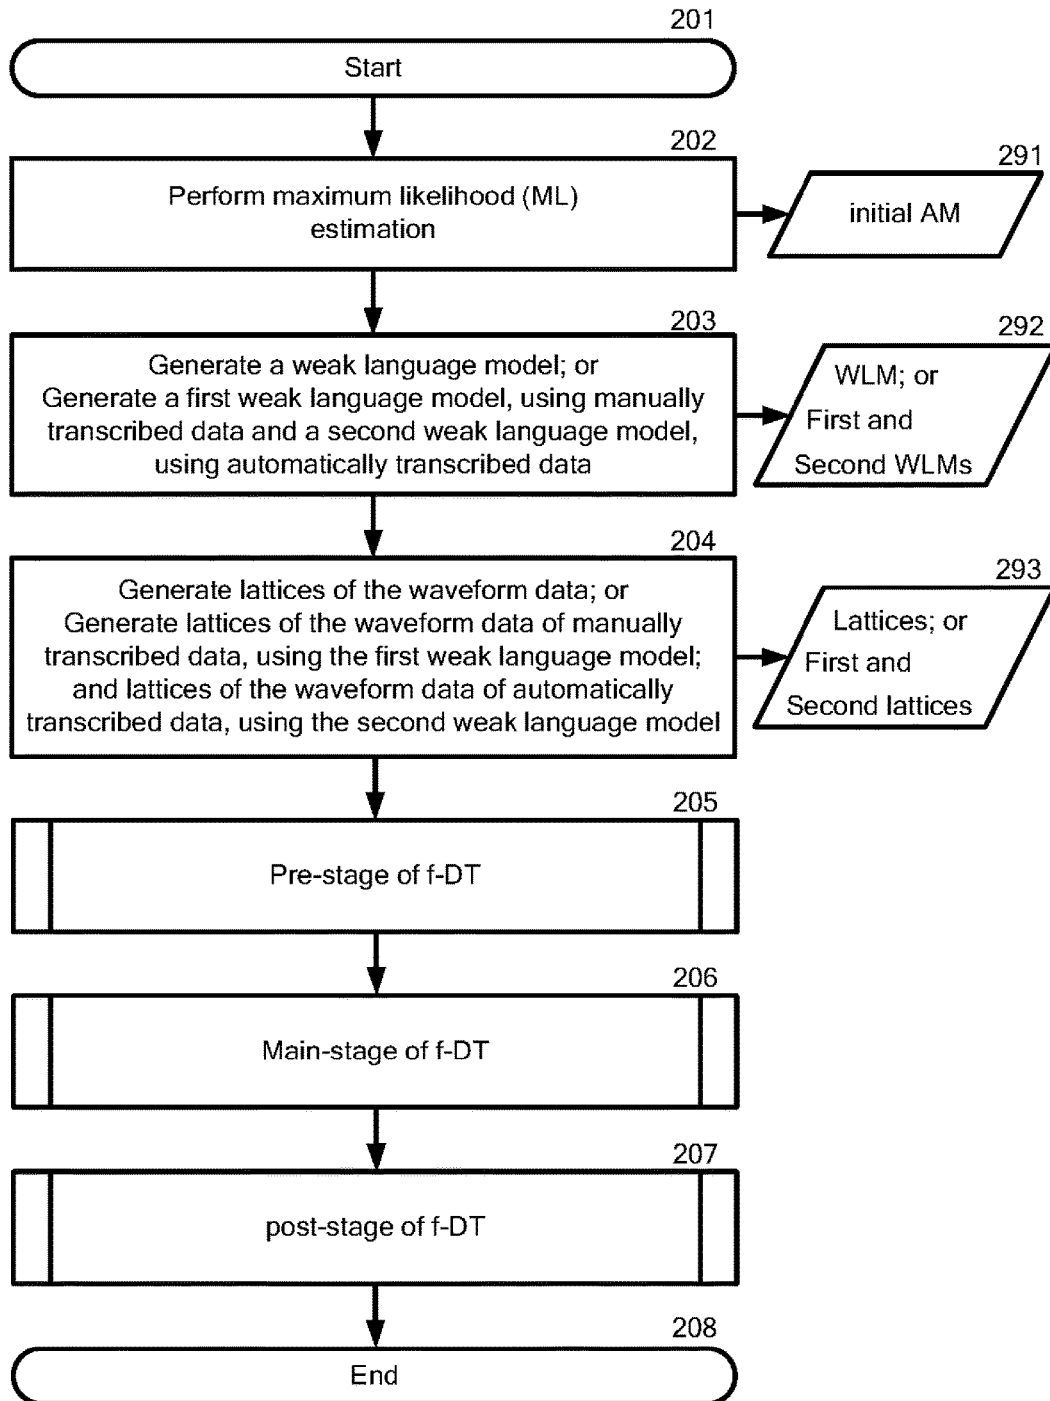 201
Start
202
Perform maximum likelihood (ML)
estimation
291
initial AM
203
Generate a weak language model; or
Generate a first weak language model, using manually
transcribed data and a second weak language model,
using automatically transcribed data
292
WLM; or
First and
Second WLMs
204
Generate lattices of the waveform data; or
Generate lattices of the waveform data of manually
transcribed data, using the first weak language model;
and lattices of the waveform data of automatically
transcribed data, using the second weak language model
293
Lattices; or
First and
Second lattices
205
Pre-stage of f-DT
206
Main-stage of f-DT
207
post-stage of f-DT
208
End